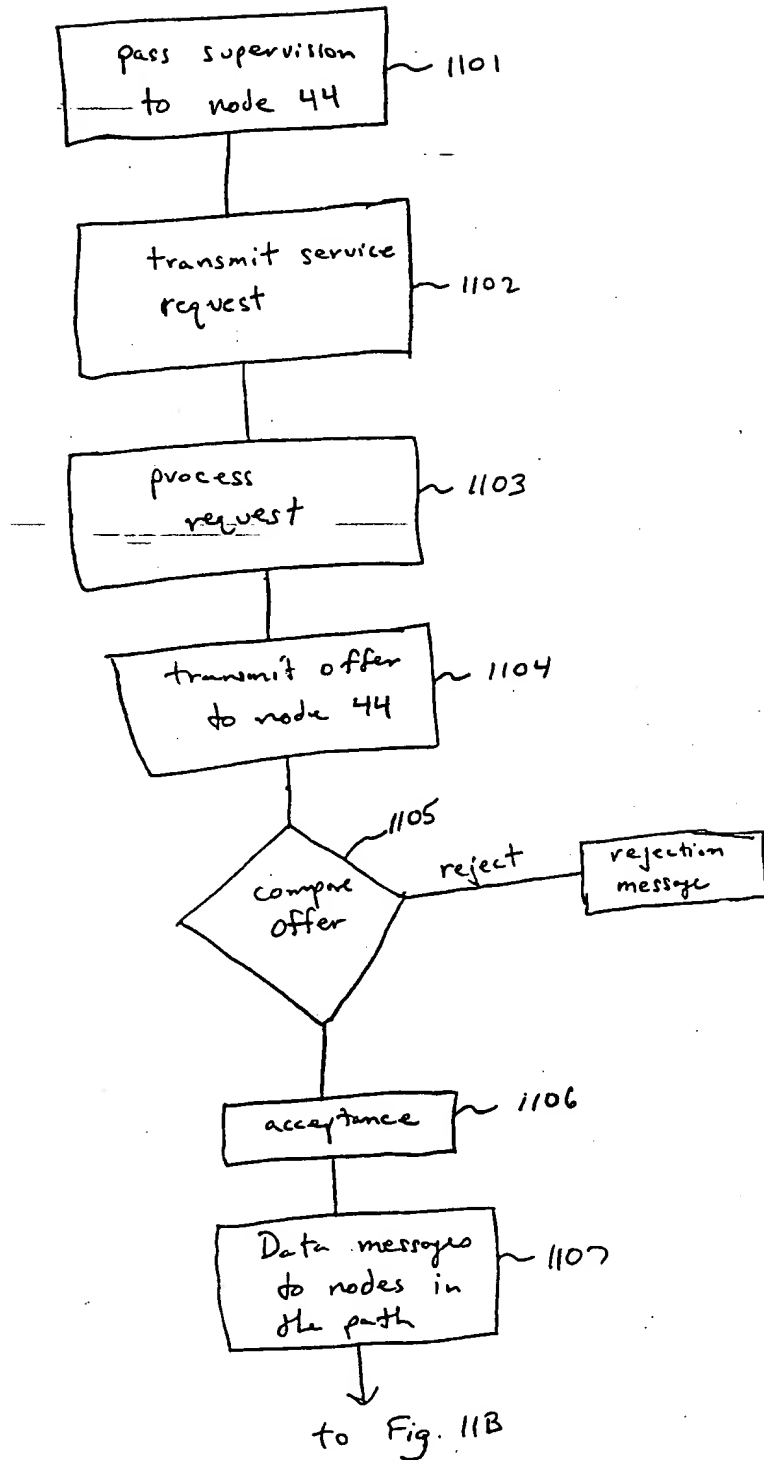 pass supervision
to node 44
1101
transmit service
request
1102
process
request
1103
transmit offer
to node 44
1104
1105
compare
offer
reject
rejection
message
acceptance
1106
Data messages
to nodes in
the path
1107
to Fig. 11B